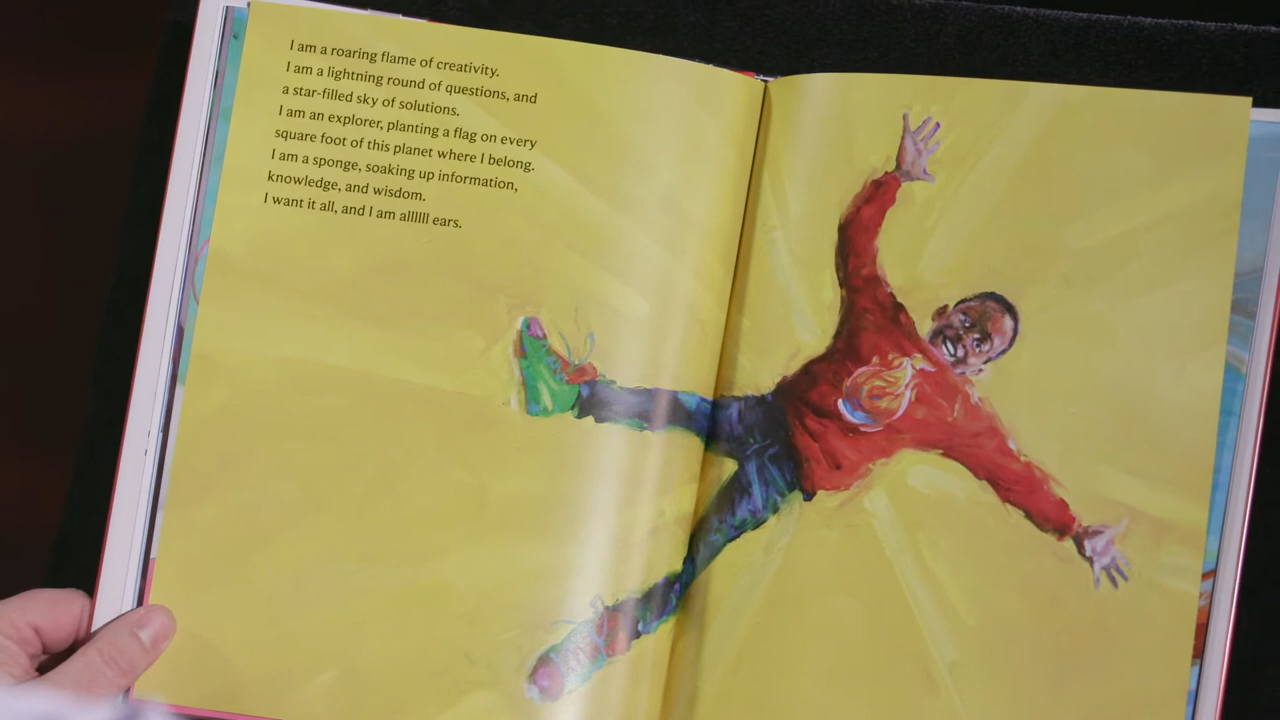 I am a roaring flame of creativity.
I am a lightning round of questions, and
a star-filled sky of solutions.
I am an explorer, planting a flag on every
square foot of this planet where I belong.
I am a sponge, soaking up information,
knowledge, and wisdom.
I want it all, and I am allllll ears.